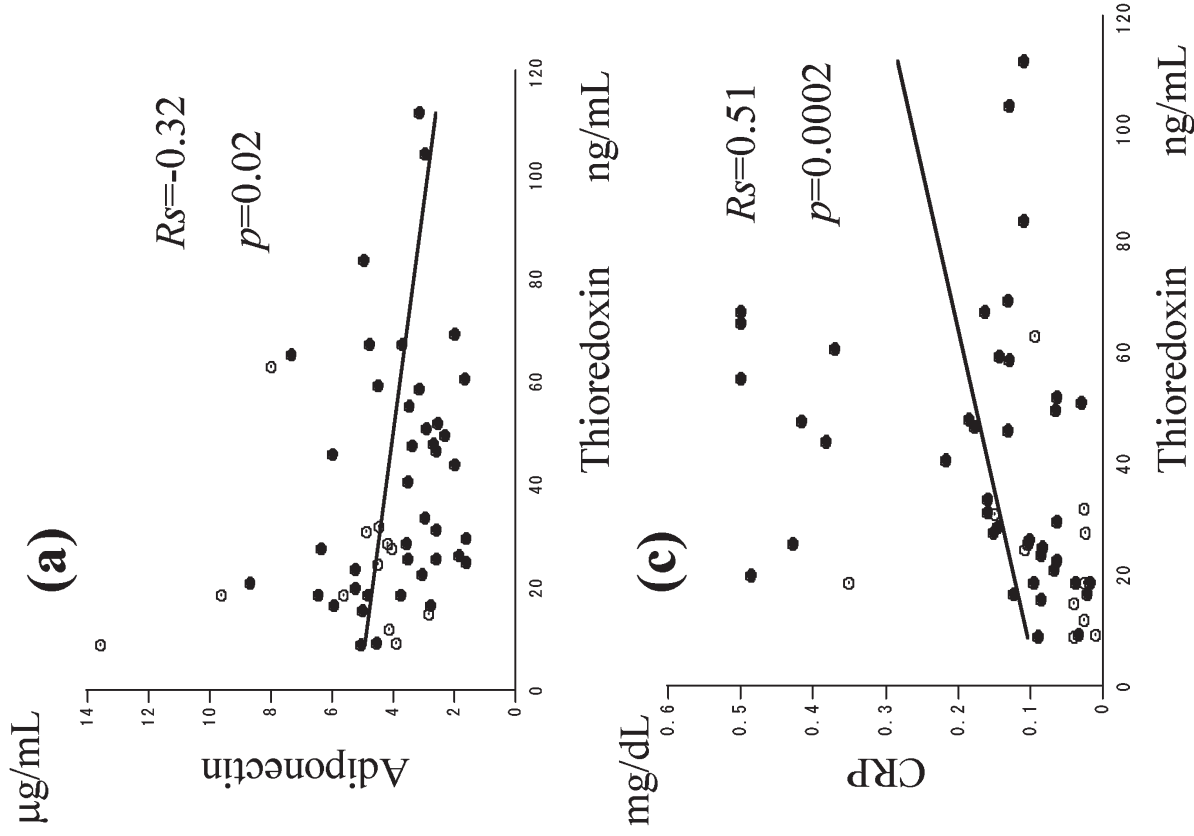 (a)
µg/mL
14
12
10
8
6
4
2
0
Adiponectin
Rs=-0.32
p=0.02
0
20
40
60
80
100
120
Thioredoxin
ng/mL
(c)
mg/dL
0.6
0.5
0.4
0.3
0.2
0.1
0
CRP
Rs=0.51
p=0.0002
0
20
40
60
80
100
120
Thioredoxin
ng/mL